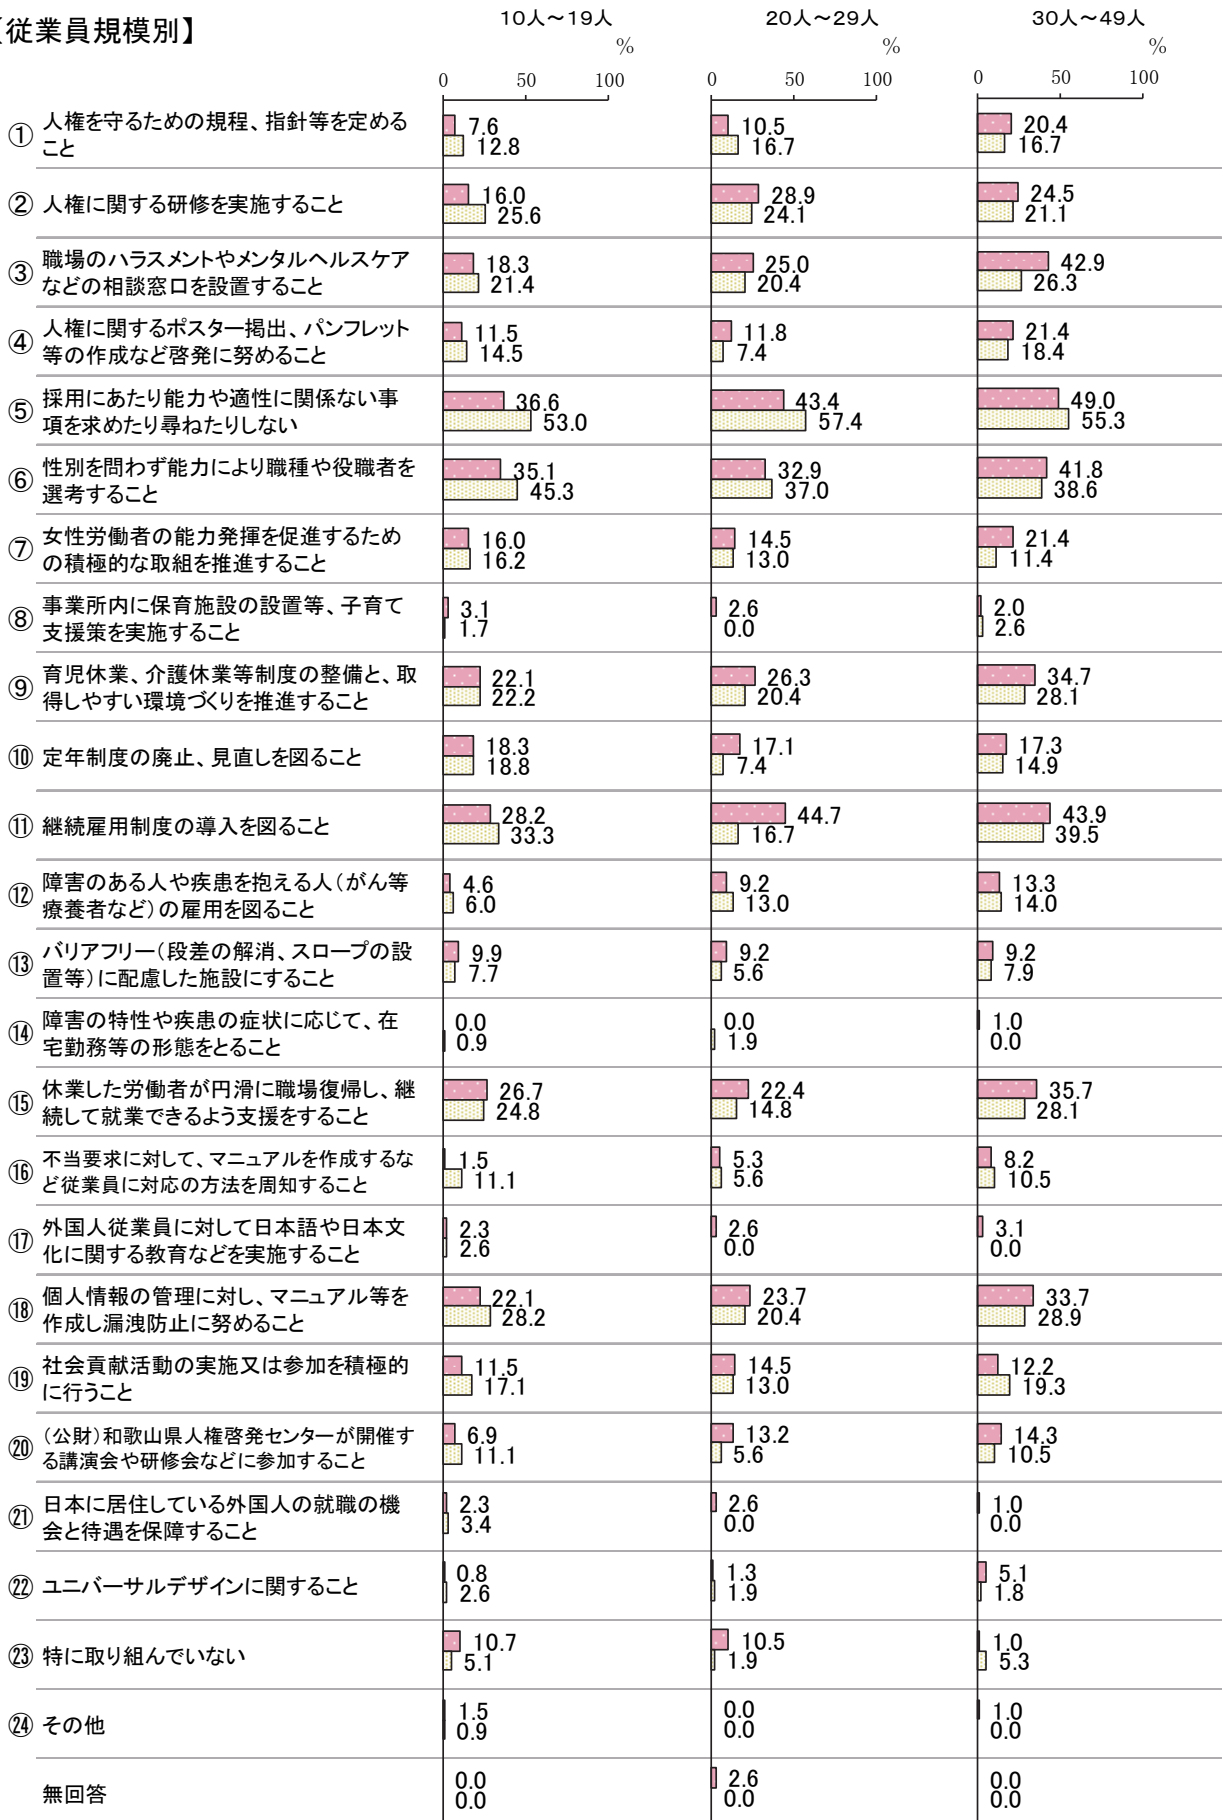 【従業員規模別】
10人～19人 20人～29人 30人～49人
% % %
0 50 100 0 50 100 0 50 100
① 人権を守るための規程、指針等を定める
こと
7.6 10.5 20.4
12.8 16.7 16.7
② 人権に関する研修を実施すること
16.0 28.9 24.5
25.6 24.1 21.1
③ 職場のハラスメントやメンタルヘルスケア
などの相談窓口を設置すること
18.3 25.0 42.9
21.4 20.4 26.3
④ 人権に関するポスター掲出、パンフレット
等の作成など啓発に努めること
11.5 11.8 21.4
14.5 7.4 18.4
⑤ 採用にあたり能力や適性に関係ない事
項を求めたり尋ねたりしない
36.6 43.4 49.0
53.0 57.4 55.3
⑥ 性別を問わず能力により職種や役職者を
選考すること
35.1 32.9 41.8
45.3 37.0 38.6
⑦ 女性労働者の能力発揮を促進するため
の積極的な取組を推進すること
16.0 14.5 21.4
16.2 13.0 11.4
⑧ 事業所内に保育施設の設置等、子育て
支援策を実施すること
3.1 2.6 2.0
1.7 0.0 2.6
⑨ 育児休業、介護休業等制度の整備と、取
得しやすい環境づくりを推進すること
22.1 26.3 34.7
22.2 20.4 28.1
⑩ 定年制度の廃止、見直しを図ること
18.3 17.1 17.3
18.8 7.4 14.9
⑪ 継続雇用制度の導入を図ること
28.2 44.7 43.9
33.3 16.7 39.5
⑫ 障害のある人や疾患を抱える人（がん等
療養者など）の雇用を図ること
4.6 9.2 13.3
6.0 13.0 14.0
⑬ バリアフリー（段差の解消、スロープの設
置等）に配慮した施設にすること
9.9 9.2 9.2
7.7 5.6 7.9
⑭ 障害の特性や疾患の症状に応じて、在
宅勤務等の形態をとること
0.0 0.0 1.0
0.9 1.9 0.0
⑮ 休業した労働者が円滑に職場復帰し、継
続して就業できるよう支援をすること
26.7 22.4 35.7
24.8 14.8 28.1
⑯ 不当要求に対して、マニュアルを作成するな
ど従業員に対応の方法を周知すること
1.5 5.3 8.2
11.1 5.6 10.5
⑰ 外国人従業員に対して日本語や日本文
化に関する教育などを実施すること
2.3 2.6 3.1
2.6 0.0 0.0
⑱ 個人情報の管理に対し、マニュアル等を
作成し漏洩防止に努めること
22.1 23.7 33.7
28.2 20.4 28.9
⑲ 社会貢献活動の実施又は参加を積極的
に行うこと
11.5 14.5 12.2
17.1 13.0 19.3
⑳ （公財）和歌山県人権啓発センターが開催す
る講演会や研修会などに参加すること
6.9 13.2 14.3
11.1 5.6 10.5
㉑ 日本に居住している外国人の就職の機
会と待遇を保障すること
2.3 2.6 1.0
3.4 0.0 0.0
㉒ ユニバーサルデザインに関すること
0.8 1.3 5.1
2.6 1.9 1.8
㉓ 特に取り組んでいない
10.7 10.5 1.0
5.1 1.9 5.3
㉔ その他
1.5 0.0 1.0
0.9 0.0 0.0
無回答
0.0 2.6 0.0
0.0 0.0 0.0